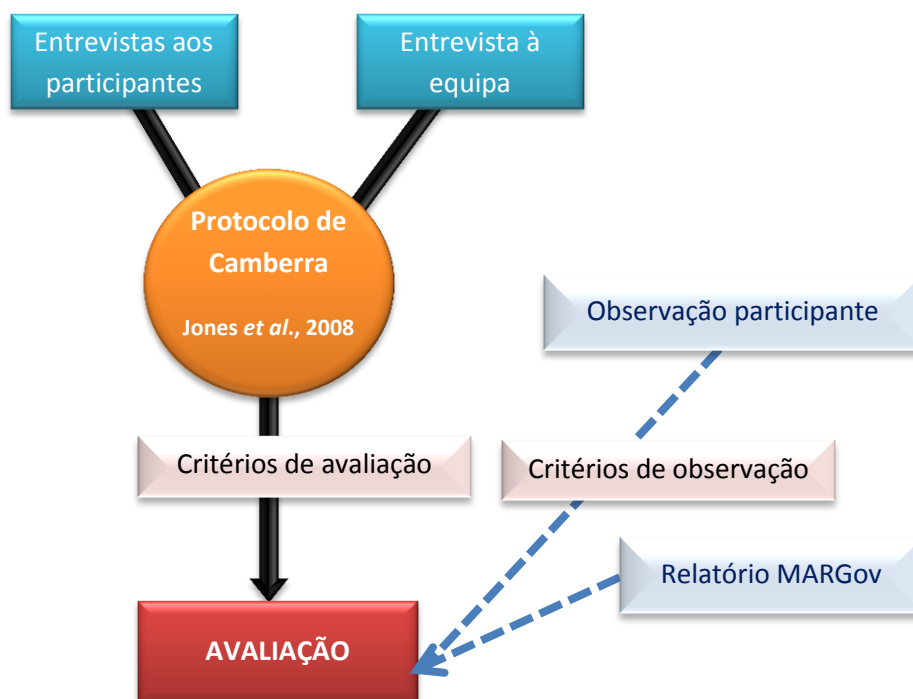 Entrevistas aos
participantes
Entrevista à
equipa
Protocolo de
Camberra
Jones et al., 2008
Observação participante
Critérios de avaliação
Critérios de observação
Relatório MARGov
AVALIAÇÃO